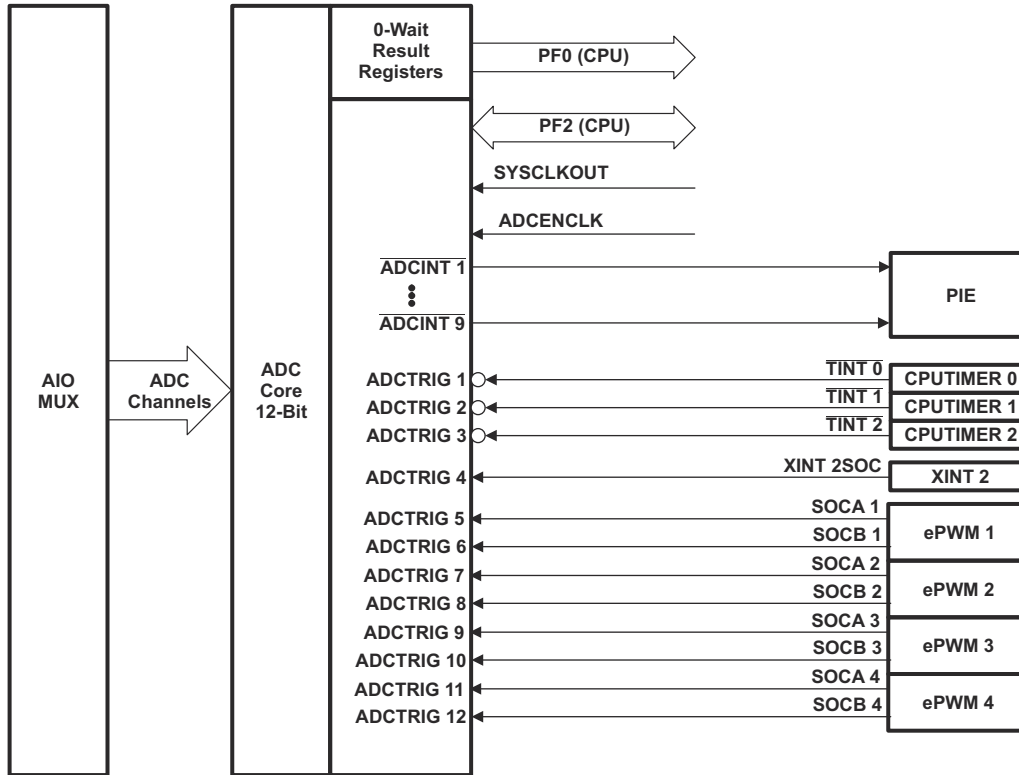 0-Wait
Result
Registers
PF0 (CPU)
PF2 (CPU)
SYSCLKOUT
ADCENCLK
ADCINT 1
ADCINT 9
PIE
AIO
MUX
ADC
Channels
ADC
Core
12-Bit
ADCTRIG 1
TINT 0
CPUTIMER 0
ADCTRIG 2
TINT 1
CPUTIMER 1
ADCTRIG 3
TINT 2
CPUTIMER 2
ADCTRIG 4
XINT 2SOC
XINT 2
ADCTRIG 5
SOCA 1
ADCTRIG 6
SOCB 1
ePWM 1
ADCTRIG 7
SOCA 2
ADCTRIG 8
SOCB 2
ePWM 2
ADCTRIG 9
SOCA 3
ADCTRIG 10
SOCB 3
ePWM 3
ADCTRIG 11
SOCA 4
ADCTRIG 12
SOCB 4
ePWM 4